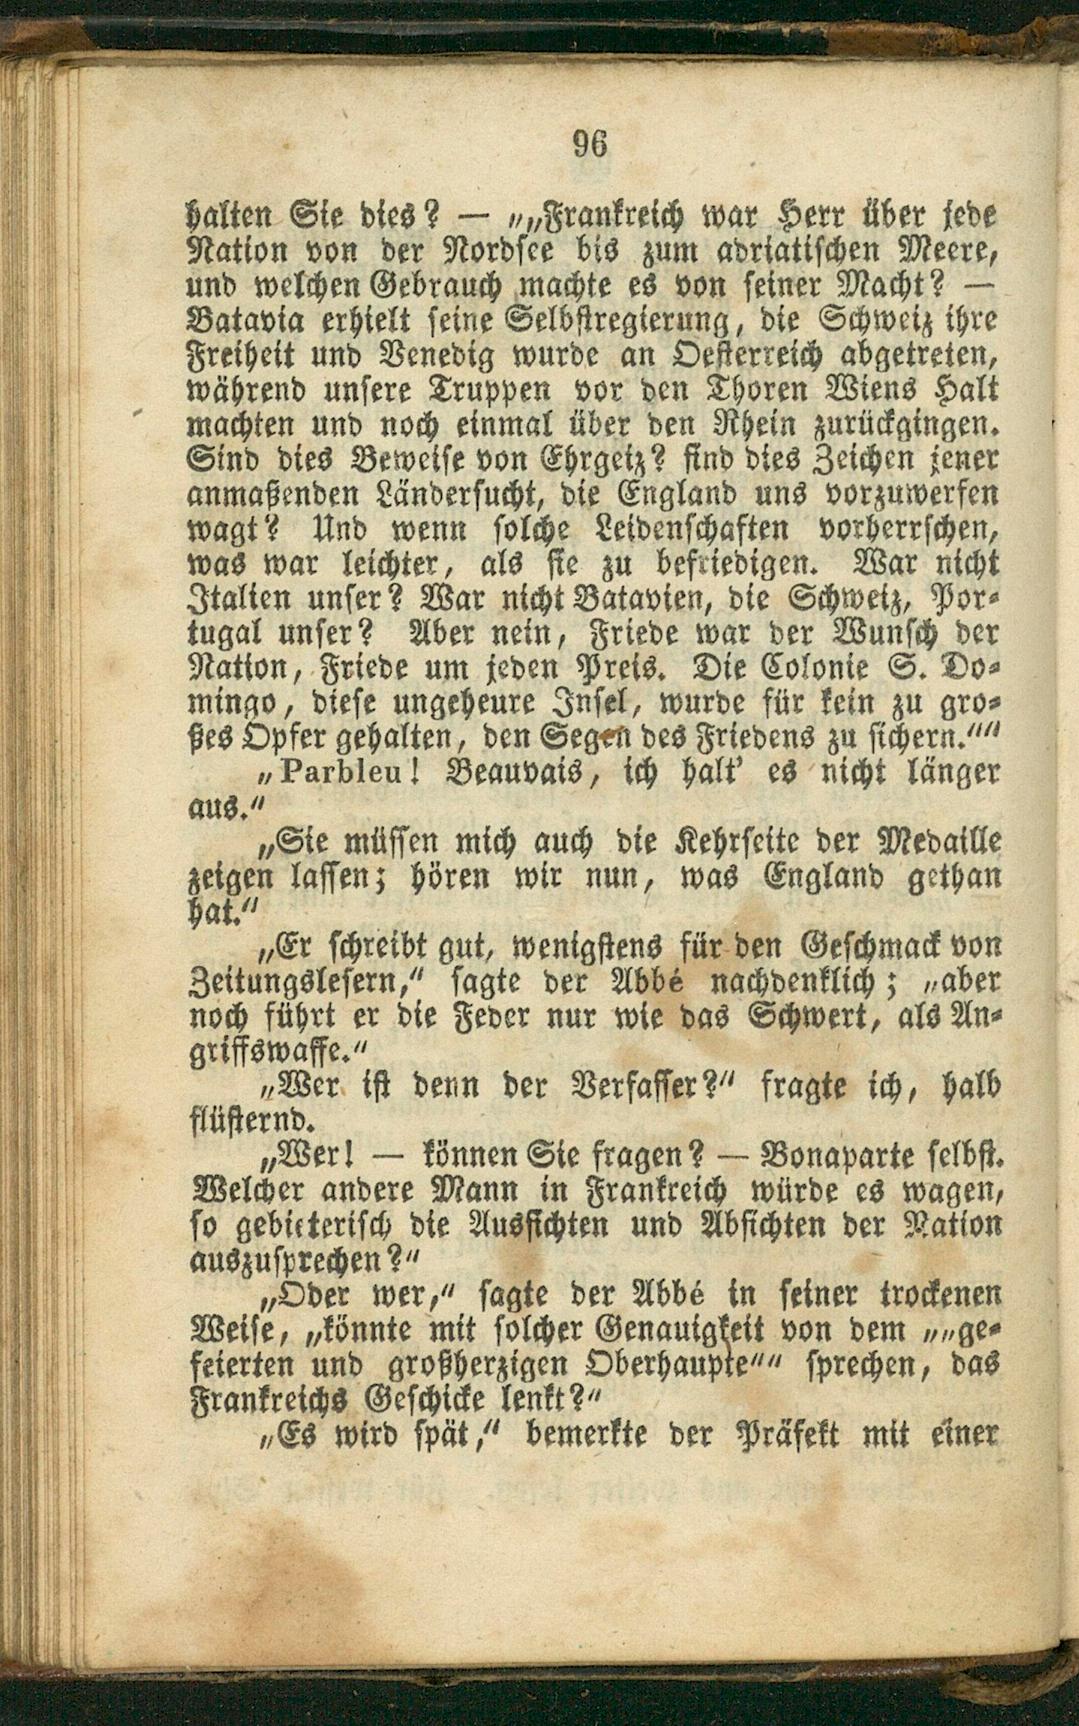 96
halten Sie dies? — „„Frankreich war Herr über jede
Nation von der Nordsee bis zum adriatischen Meere,
und welchen Gebrauch machte es von seiner Macht? —
Batavia erhielt seine Selbstregierung, die Schweiz ihre
Freiheit und Venedig wurde an Oesterreich abgetreten,
während unsere Truppen vor den Thoren Wiens Halt
machten und noch einmal über den Rhein zurückgingen.
Sind dies Beweise von Ehrgeiz? sind dies Zeichen jener
anmaßenden Ländersucht, die England uns vorzuwerfen
wagt? Und wenn solche Leidenschaften vorherrschen,
was war leichter, als sie zu befriedigen. War nicht
Italien unser? War nicht Batavien, die Schweiz, Por-
tugal unser? Aber nein, Friede war der Wunsch der
Nation, Friede um jeden Preis. Die Colonie S. Do-
mingo, diese ungeheure Insel, wurde für kein zu gro-
ßes Opfer gehalten, den Segen des Friedens zu sichern.““
„Parbleu! Beauvais, ich halt’ es nicht länger
aus.“
„Sie müssen mich auch die Kehrseite der Medaille
zeigen lassen; hören wir nun, was England gethan
hat.“
„Er schreibt gut, wenigstens für den Geschmack von
Zeitungslesern,“ sagte der Abbé nachdenklich; „aber
noch führt er die Feder nur wie das Schwert, als An-
griffswaffe.“
„Wer ist denn der Verfasser?“ fragte ich, halb
flüsternd.
„Wer! — können Sie fragen? — Bonaparte selbst.
Welcher andere Mann in Frankreich würde es wagen,
so gebieterisch die Aussichten und Absichten der Nation
auszusprechen?“
„Oder wer,“ sagte der Abbé in seiner trockenen
Weise, „könnte mit solcher Genauigkeit von dem „„ge-
feierten und großherzigen Oberhaupte““ sprechen, das
Frankreichs Geschicke lenkt?“
„Es wird spät,“ bemerkte der Präfekt mit einer